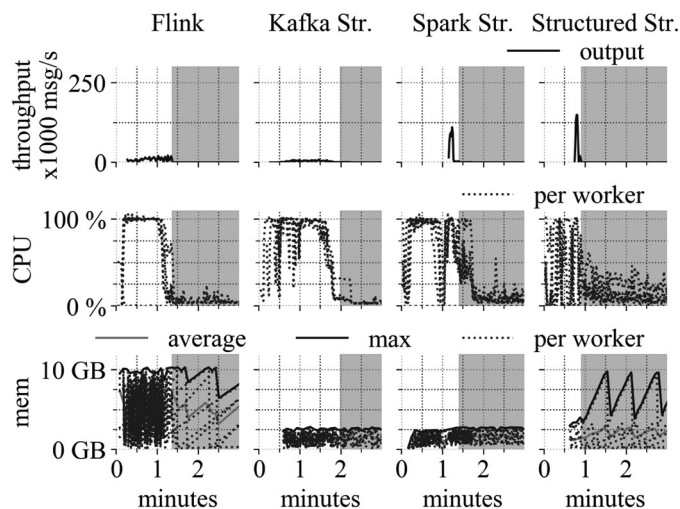 Flink Kafka Str. Spark Str. Structured Str.
output
throughput
x1000 msg/s
250
0
per worker
CPU
100 %
0 %
average max per worker
mem
10 GB
0 GB
0 1 2 0 1 2 0 1 2 0 1 2
minutes minutes minutes minutes